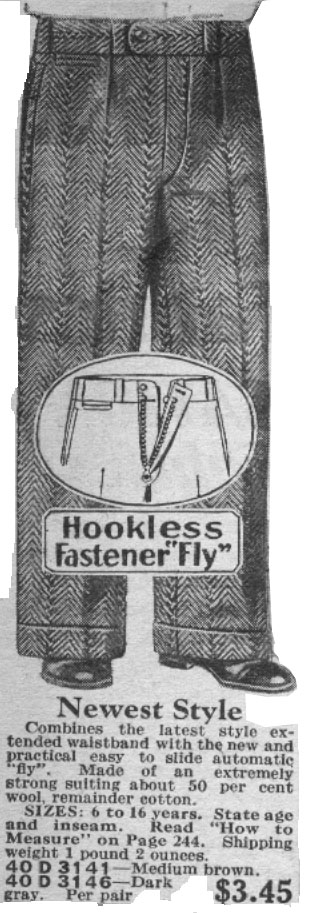 Hookless
Fastener "Fly"
Newest Style
Combines the latest style ex-
tended waistband with the new and
practical easy to slide automatic
"fly". Made of an extremely
strong suiting about 50 per cent
wool, remainder cotton.
SIZES: 6 to 16 years. State age
and inseam. Read "How to
Measure" on Page 244. Shipping
weight 1 pound 2 ounces.
40 D 3141—Medium brown.
40 D 3146—Dark
gray. Per pair $3.45